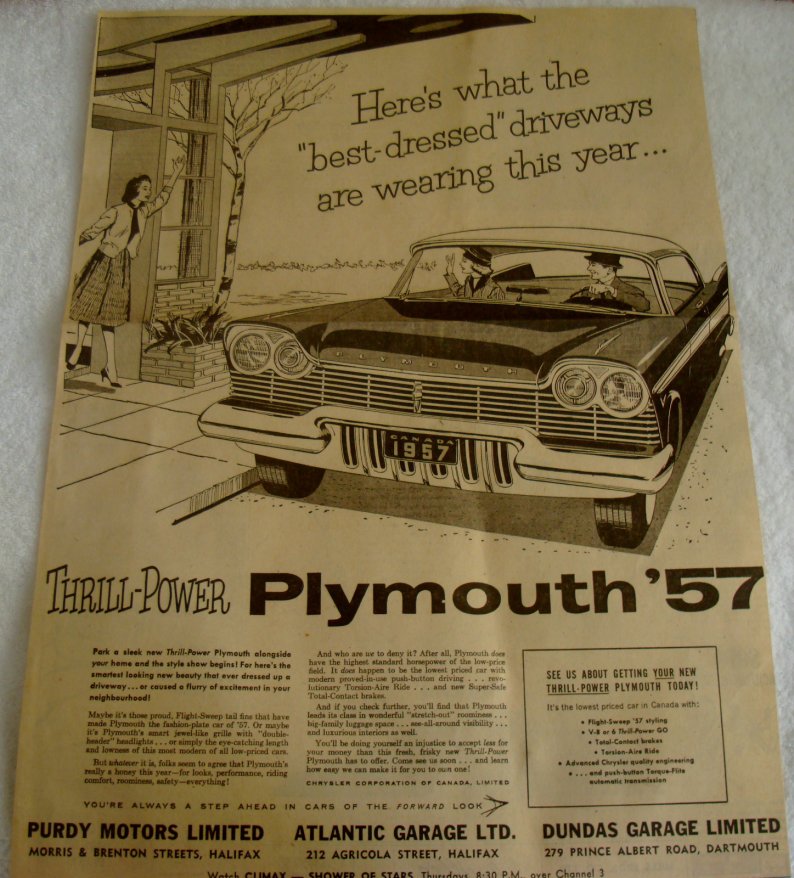 Here's what the
"best-dressed" driveways
are wearing this year...
PLYMOUTH
CANADA
1957
THRILL-POWER Plymouth '57
Park a sleek new Thrill-Power Plymouth alongside
your home and the style show begins! For here's the
smartest looking new beauty that ever dressed up a
driveway...or caused a flurry of excitement in your
neighbourhood!
Maybe it's those proud, Flight-Sweep tail fins that have
made Plymouth the fashion-plate car of '57. Or maybe
it's Plymouth's smart jewel-like grille with "double-
header" headlights...or simply the eye-catching length
and lowness of this most modern of all low-priced cars.
But whatever it is, folks seem to agree that Plymouth's
really a honey this year—for looks, performance, riding
comfort, roominess, safety—everything!
And who are we to deny it? After all, Plymouth does
have the highest standard horsepower of the low-price
field. It does happen to be the lowest priced car with
modern proved-in-use push-button driving... revo-
lutionary Torsion-Aire Ride... and new Super-Safe
Total-Contact brakes.
And if you check further, you'll find that Plymouth
leads its class in wonderful "stretch-out" roominess...
big-family luggage space... see-all-around visibility...
and luxurious interiors as well.
You'll be doing yourself an injustice to accept less for
your money than this fresh, frisky new Thrill-Power
Plymouth has to offer. Come see us soon... and learn
how easy we can make it for you to own one!
CHRYSLER CORPORATION OF CANADA, LIMITED
SEE US ABOUT GETTING YOUR NEW
THRILL-POWER PLYMOUTH TODAY!
It's the lowest priced car in Canada with:
• Flight-Sweep '57 styling
• V-8 or 6 Thrill-Power GO
• Total-Contact brakes
• Torsion-Aire Ride
• Advanced Chrysler quality engineering
• ...and push-button Torque-Flite
automatic transmission
YOU'RE ALWAYS A STEP AHEAD IN CARS OF THE FORWARD LOOK
PURDY MOTORS LIMITED
MORRIS & BRENTON STREETS, HALIFAX
ATLANTIC GARAGE LTD.
212 AGRICOLA STREET, HALIFAX
DUNDAS GARAGE LIMITED
279 PRINCE ALBERT ROAD, DARTMOUTH
Watch CLIMAX — SHOWER OF STARS Thursdays 8:30 P.M. over Channel 3